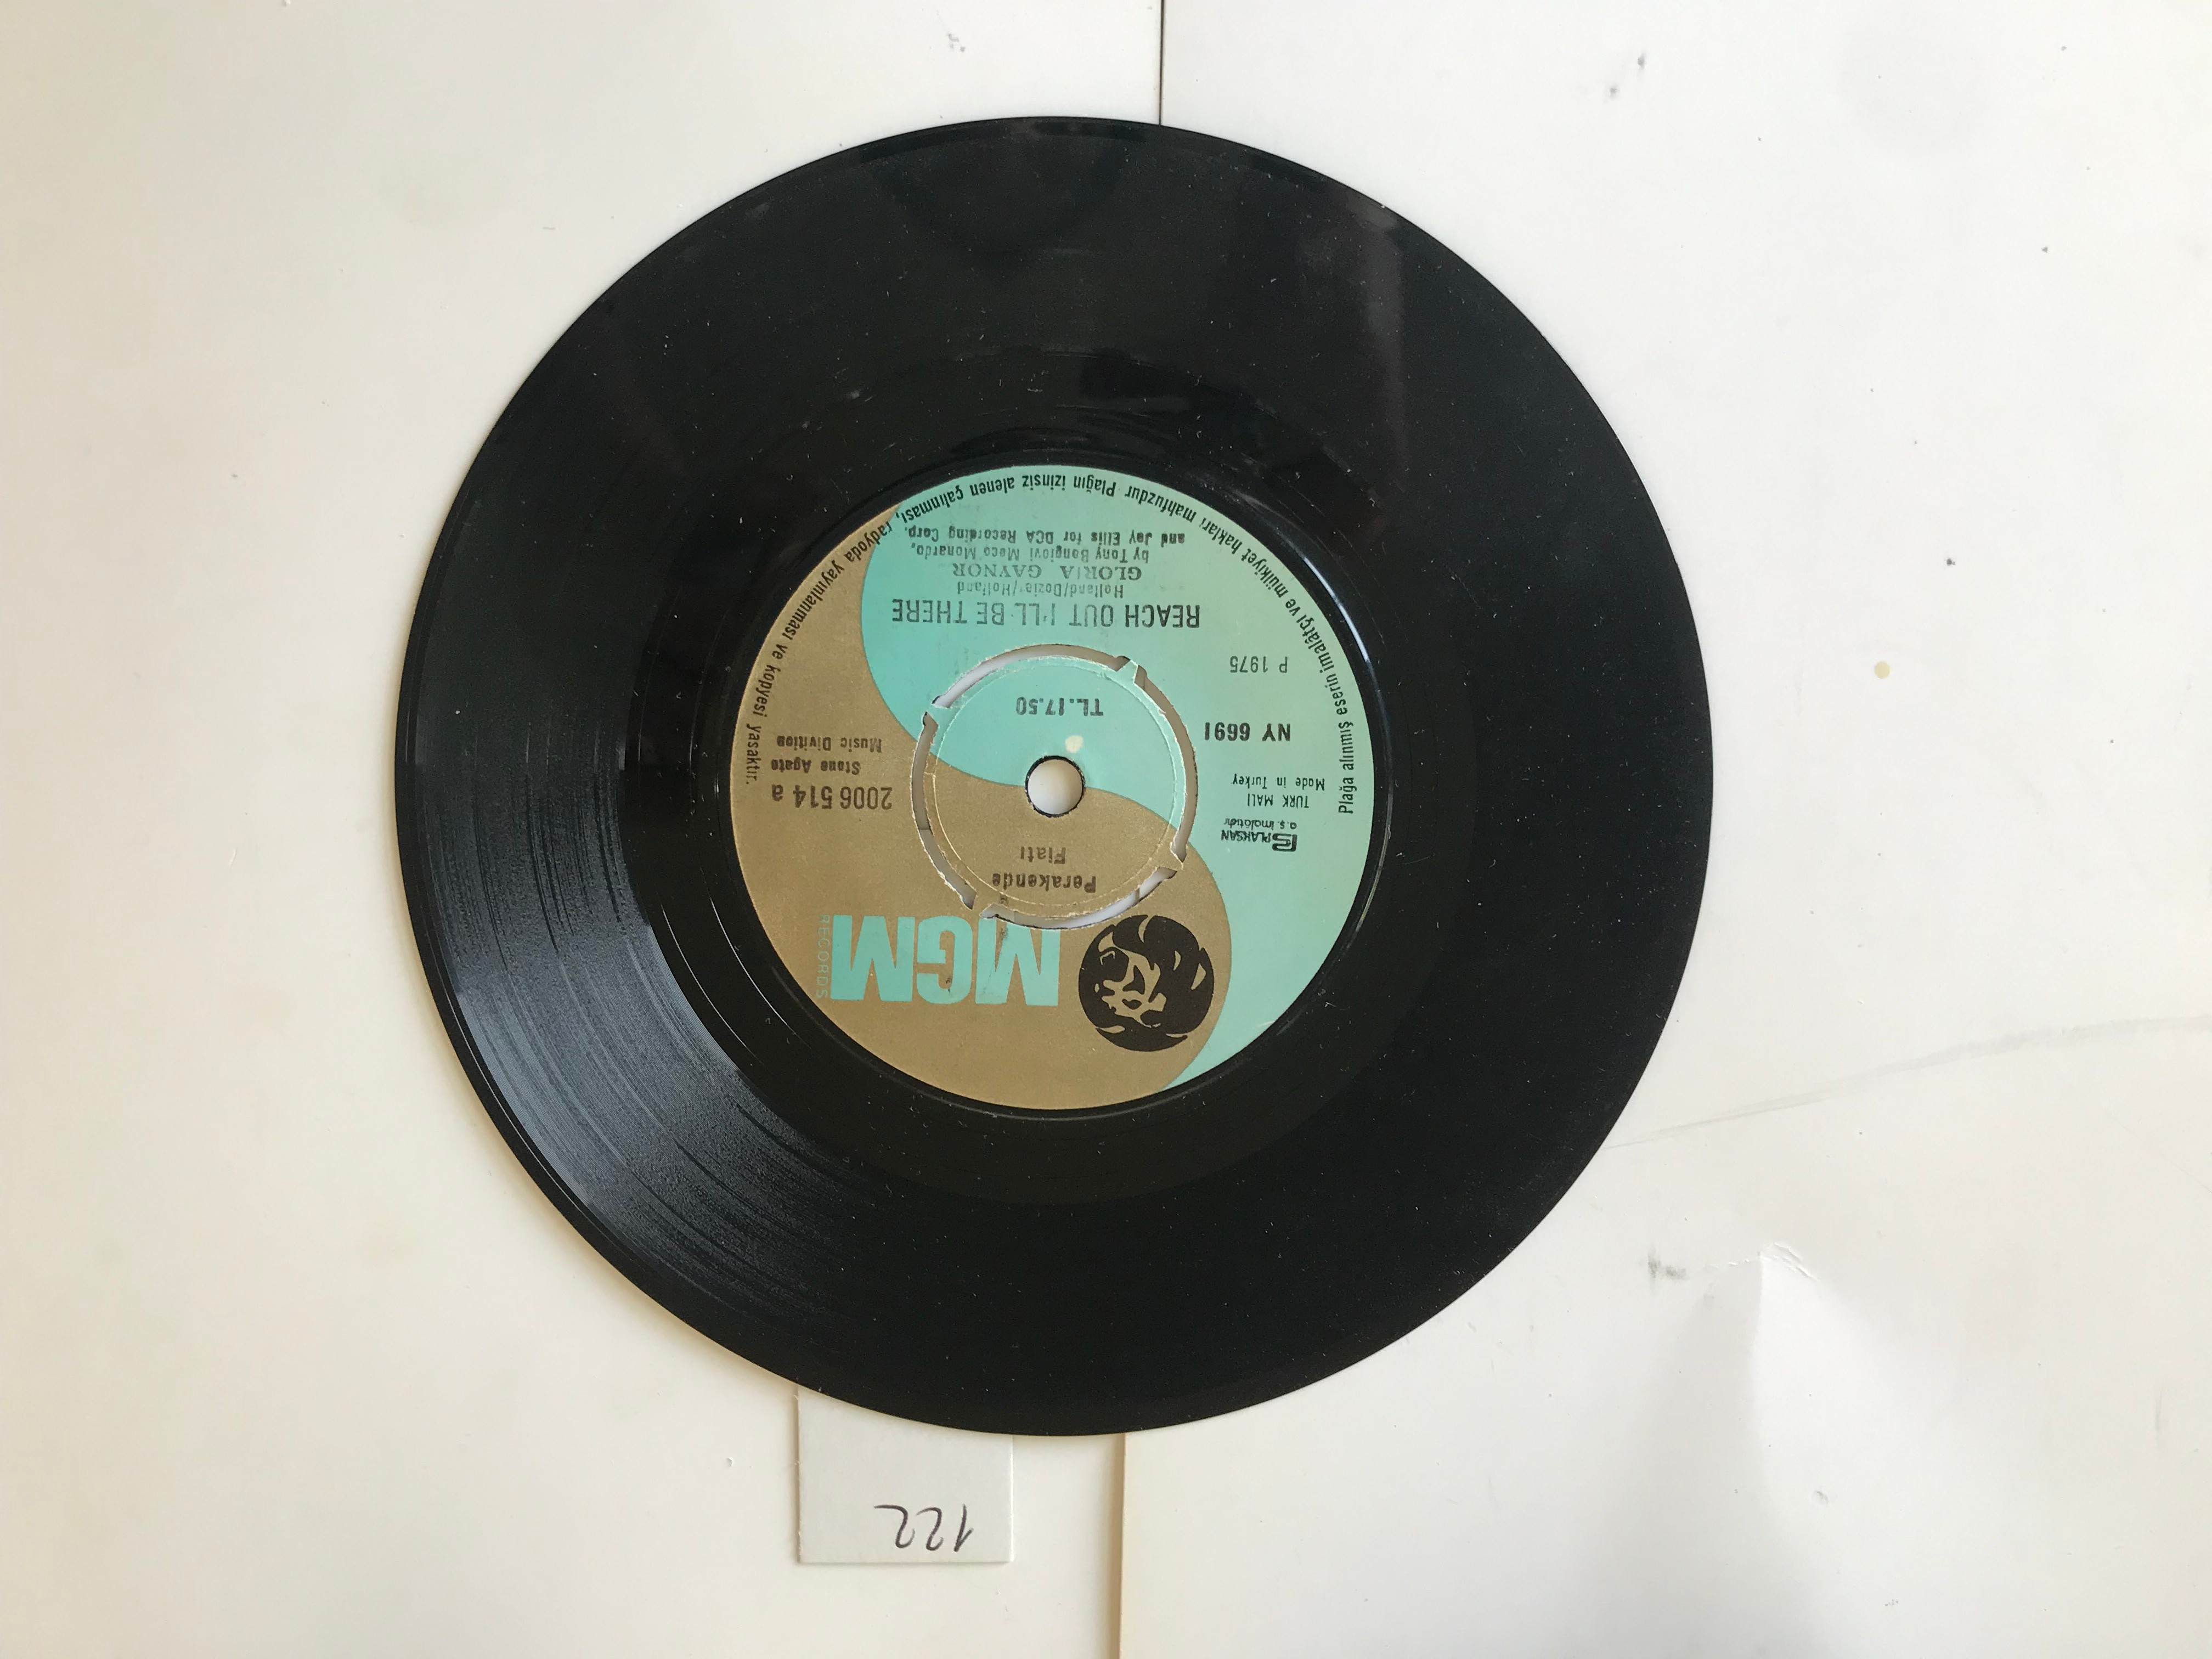 MGM
RECORDS
Perakende
Fiatı
TL.17.50
PLAKSAN
a.ş. imalâtıdır
TÜRK MALI
Made in Turkey
NY 6691
P 1975
2006 514 a
Stone Agate
Music Divition
REACH OUT I'LL BE THERE
Holland/Dozier/Holland
GLORIA GAYNOR
by Tony Bongiovi Meco Monardo,
and Jay Ellis for DCA Recording Corp.
Plağa alınmış eserin imalâtçı ve mülkiyet hakları mahfuzdur Plağın izinsiz alenen çalınması, radyoda yayınlanması ve kopyesi yasaktır.
122